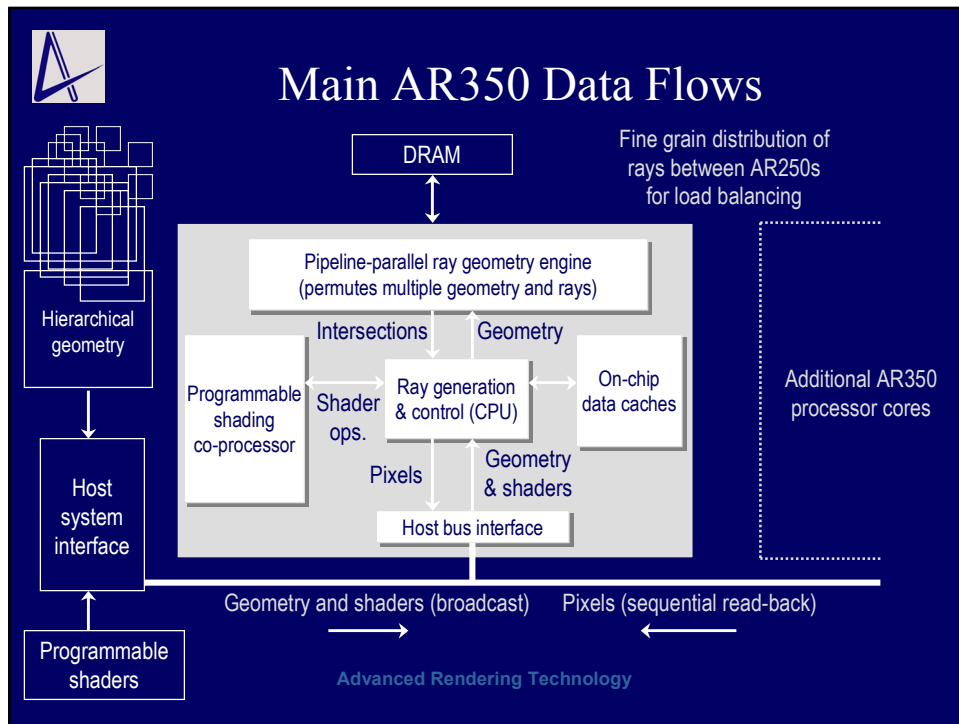 Main AR350 Data Flows
DRAM
Fine grain distribution of
rays between AR250s
for load balancing
Pipeline-parallel ray geometry engine
(permutes multiple geometry and rays)
Hierarchical
geometry
Intersections
Geometry
Programmable
shading
co-processor
Shader
ops.
Ray generation
& control (CPU)
On-chip
data caches
Additional AR350
processor cores
Pixels
Geometry
& shaders
Host
system
interface
Host bus interface
Geometry and shaders (broadcast)
Pixels (sequential read-back)
Programmable
shaders
Advanced Rendering Technology